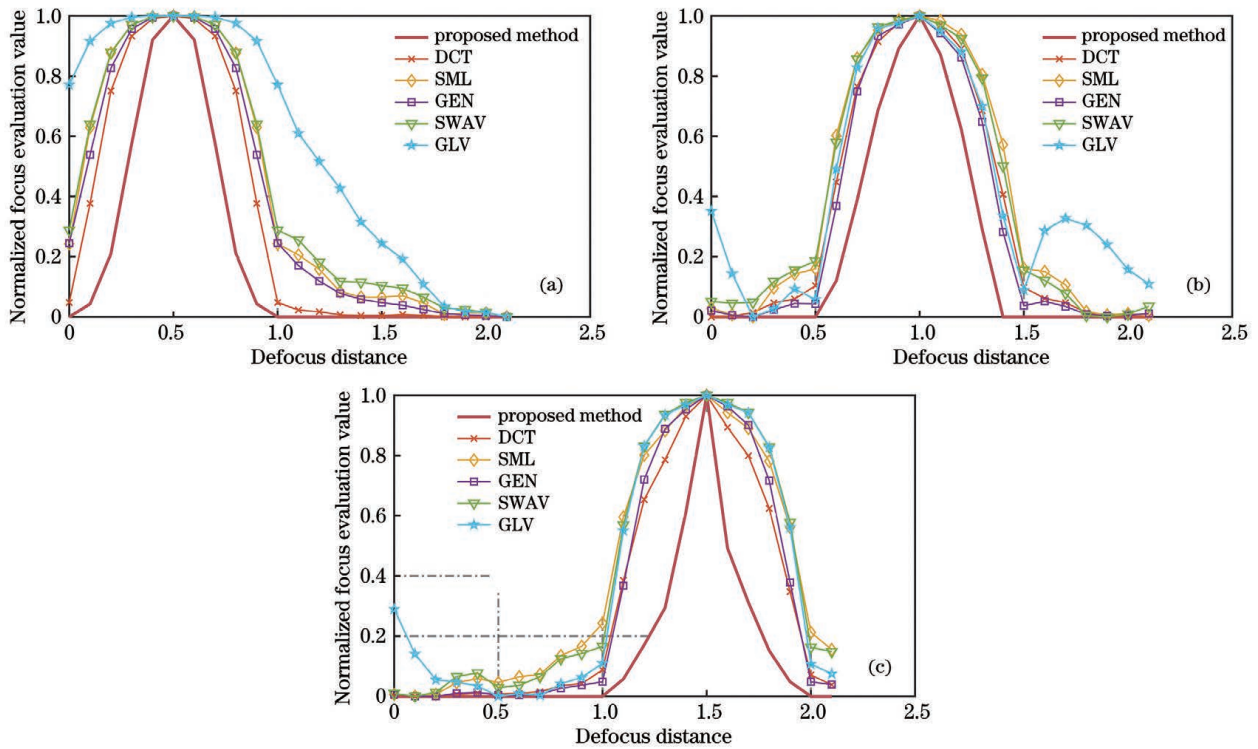 Normalized focus evaluation value
1.0
0.8
0.6
0.4
0.2
0
proposed method
DCT
SML
GEN
SWAV
GLV
(a)
0 0.5 1.0 1.5 2.0 2.5
Defocus distance
Normalized focus evaluation value
1.0
0.8
0.6
0.4
0.2
0
proposed method
DCT
SML
GEN
SWAV
GLV
(b)
0 0.5 1.0 1.5 2.0 2.5
Defocus distance
Normalized focus evaluation value
1.0
0.8
0.6
0.4
0.2
0
proposed method
DCT
SML
GEN
SWAV
GLV
(c)
0 0.5 1.0 1.5 2.0 2.5
Defocus distance